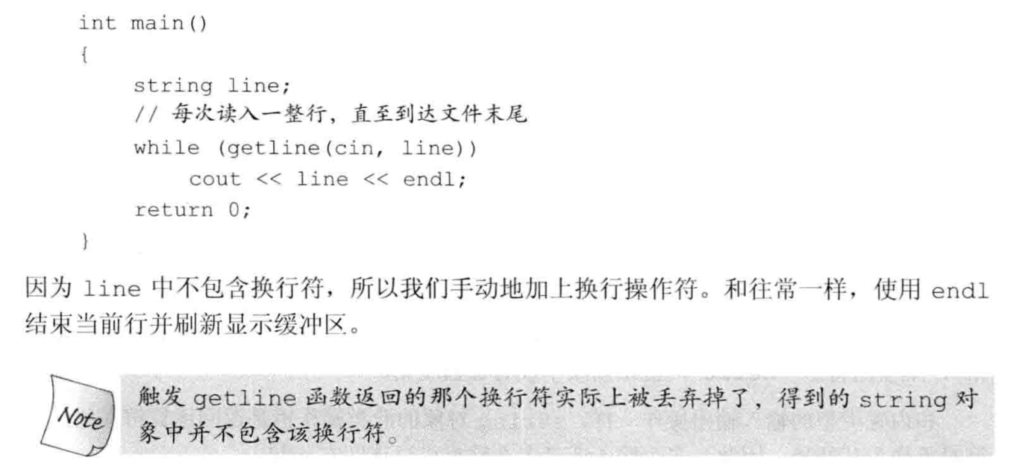 int main()
{
    string line;
    // 每次读入一整行，直至到达文件末尾
    while (getline(cin, line))
        cout << line << endl;
    return 0;
}
因为 line 中不包含换行符，所以我们手动地加上换行操作符。和往常一样，使用 endl
结束当前行并刷新显示缓冲区。
Note
触发 getline 函数返回的那个换行符实际上被丢弃掉了，得到的 string 对
象中并不包含该换行符。